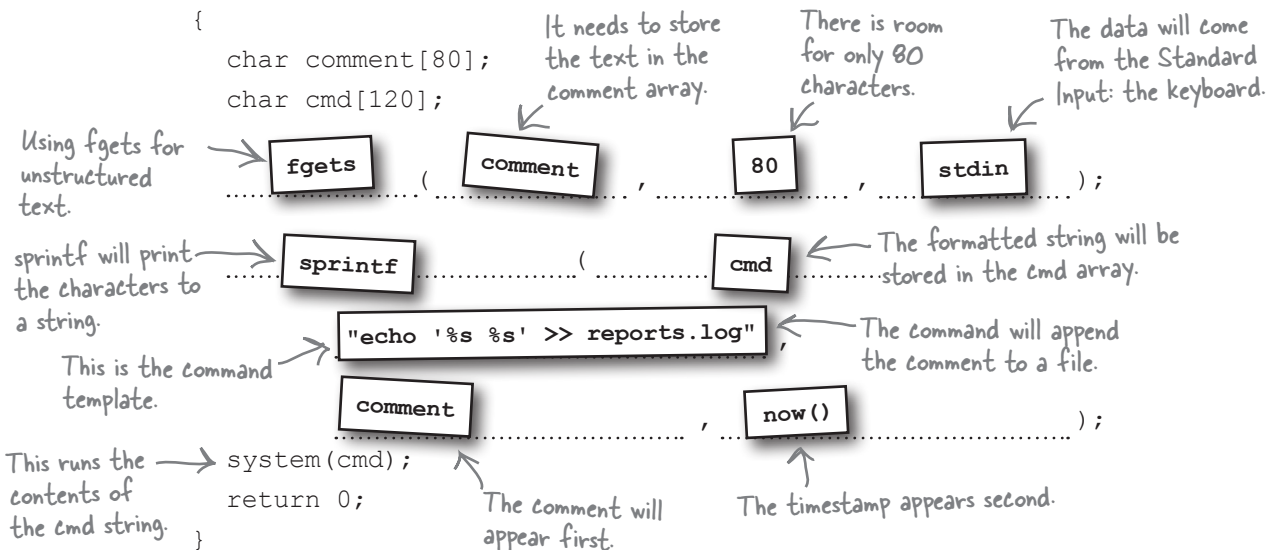 {
char comment[80];
char cmd[120];
It needs to store
the text in the
comment array.
There is room
for only 80
characters.
The data will come
from the Standard
Input: the keyboard.
Using fgets for
unstructured
text.
fgets ( comment , 80 , stdin );
sprintf will print
the characters to
a string.
sprintf ( cmd
The formatted string will be
stored in the cmd array.
"echo '%s %s' >> reports.log" ,
This is the command
template.
The command will append
the comment to a file.
comment , now() );
This runs the
contents of
the cmd string.
system(cmd);
return 0;
The comment will
appear first.
The timestamp appears second.
}